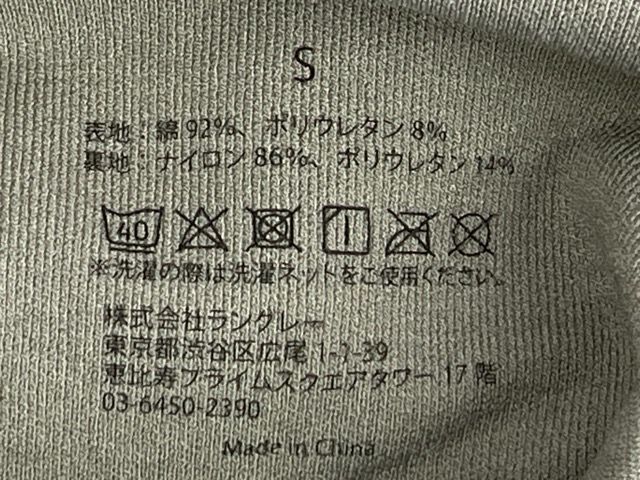 S
表地：綿 92%、ポリウレタン 8%
裏地：ナイロン 86%、ポリウレタン 14%
40
※洗濯の際は洗濯ネットをご使用ください。
株式会社ラングレー
東京都渋谷区広尾 1-1-39
恵比寿プライムスクエアタワー 17 階
03-6450-2390
Made in China